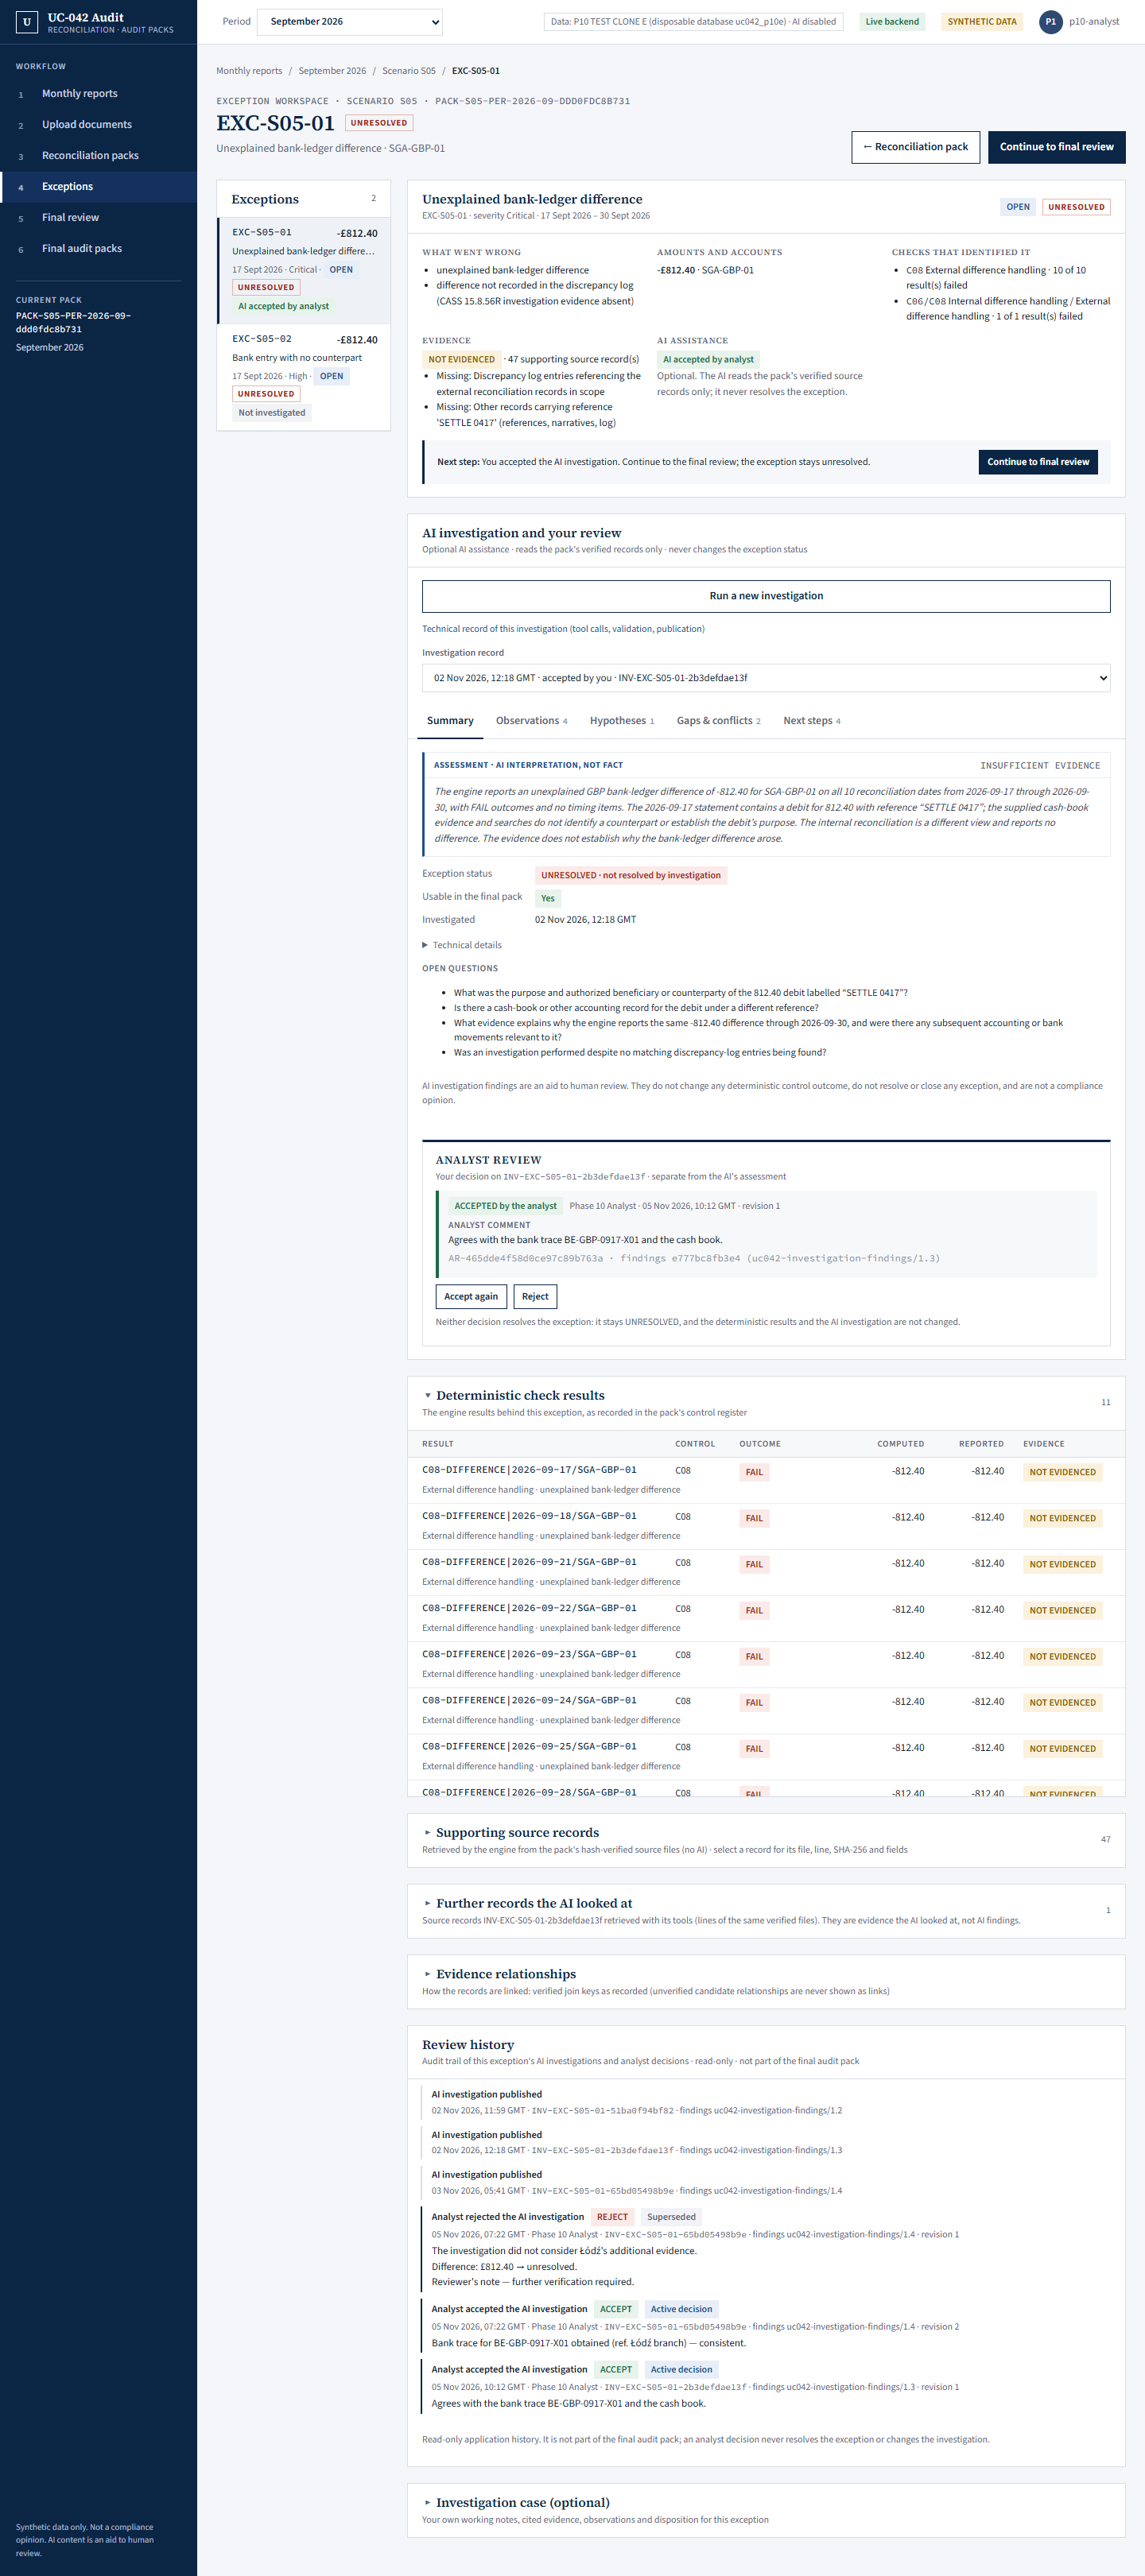 U
UC-042 Audit
RECONCILIATION · AUDIT PACKS
WORKFLOW
1 Monthly reports
2 Upload documents
3 Reconciliation packs
4 Exceptions
5 Final review
6 Final audit packs
CURRENT PACK
PACK-S05-PER-2026-09-
ddd0fdc8b731
September 2026
Synthetic data only. Not a compliance
opinion. AI content is an aid to human
review.
Period September 2026
Data: P10 TEST CLONE E (disposable database uc042_p10e) · AI disabled
Live backend
SYNTHETIC DATA
P1 p10-analyst
Monthly reports / September 2026 / Scenario S05 / EXC-S05-01
EXCEPTION WORKSPACE · SCENARIO S05 · PACK-S05-PER-2026-09-DDD0FDC8B731
EXC-S05-01 UNRESOLVED
Unexplained bank-ledger difference · SGA-GBP-01
← Reconciliation pack
Continue to final review
Exceptions 2
EXC-S05-01 -£812.40
Unexplained bank-ledger differe...
17 Sept 2026 · Critical · OPEN
UNRESOLVED
AI accepted by analyst
EXC-S05-02 -£812.40
Bank entry with no counterpart
17 Sept 2026 · High · OPEN
UNRESOLVED
Not investigated
Unexplained bank-ledger difference
EXC-S05-01 · severity Critical · 17 Sept 2026 – 30 Sept 2026
OPEN UNRESOLVED
WHAT WENT WRONG
• unexplained bank-ledger difference
• difference not recorded in the discrepancy log
(CASS 15.8.56R investigation evidence absent)
AMOUNTS AND ACCOUNTS
-£812.40 · SGA-GBP-01
CHECKS THAT IDENTIFIED IT
• C08 External difference handling · 10 of 10
result(s) failed
• C06/C08 Internal difference handling / External
difference handling · 1 of 1 result(s) failed
EVIDENCE
NOT EVIDENCED · 47 supporting source record(s)
• Missing: Discrepancy log entries referencing the
external reconciliation records in scope
• Missing: Other records carrying reference
'SETTLE 0417' (references, narratives, log)
AI ASSISTANCE
AI accepted by analyst
Optional. The AI reads the pack's verified source
records only; it never resolves the exception.
Next step: You accepted the AI investigation. Continue to the final review; the exception stays unresolved.
Continue to final review
AI investigation and your review
Optional AI assistance · reads the pack's verified records only · never changes the exception status
Run a new investigation
Technical record of this investigation (tool calls, validation, publication)
Investigation record
02 Nov 2026, 12:18 GMT · accepted by you · INV-EXC-S05-01-2b3defdae13f
Summary Observations 4 Hypotheses 1 Gaps & conflicts 2 Next steps 4
ASSESSMENT · AI INTERPRETATION, NOT FACT INSUFFICIENT EVIDENCE
The engine reports an unexplained GBP bank-ledger difference of -812.40 for SGA-GBP-01 on all 10 reconciliation dates from 2026-09-17 through 2026-09-
30, with FAIL outcomes and no timing items. The 2026-09-17 statement contains a debit for 812.40 with reference “SETTLE 0417”; the supplied cash-book
evidence and searches do not identify a counterpart or establish the debit’s purpose. The internal reconciliation is a different view and reports no
difference. The evidence does not establish why the bank-ledger difference arose.
Exception status UNRESOLVED · not resolved by investigation
Usable in the final pack Yes
Investigated 02 Nov 2026, 12:18 GMT
► Technical details
OPEN QUESTIONS
• What was the purpose and authorized beneficiary or counterparty of the 812.40 debit labelled “SETTLE 0417”?
• Is there a cash-book or other accounting record for the debit under a different reference?
• What evidence explains why the engine reports the same -812.40 difference through 2026-09-30, and were there any subsequent accounting or bank
movements relevant to it?
• Was an investigation performed despite no matching discrepancy-log entries being found?
AI investigation findings are an aid to human review. They do not change any deterministic control outcome, do not resolve or close any exception, and are not a compliance
opinion.
ANALYST REVIEW
Your decision on INV-EXC-S05-01-2b3defdae13f · separate from the AI's assessment
ACCEPTED by the analyst Phase 10 Analyst · 05 Nov 2026, 10:12 GMT · revision 1
ANALYST COMMENT
Agrees with the bank trace BE-GBP-0917-X01 and the cash book.
AR-465dde4f58d0ce97c89b763a · findings e777bc8fb3e4 (uc042-investigation-findings/1.3)
Accept again Reject
Neither decision resolves the exception: it stays UNRESOLVED, and the deterministic results and the AI investigation are not changed.
▼ Deterministic check results 11
The engine results behind this exception, as recorded in the pack's control register
RESULT CONTROL OUTCOME COMPUTED REPORTED EVIDENCE
C08-DIFFERENCE|2026-09-17/SGA-GBP-01 C08 FAIL -812.40 -812.40 NOT EVIDENCED
External difference handling · unexplained bank-ledger difference
C08-DIFFERENCE|2026-09-18/SGA-GBP-01 C08 FAIL -812.40 -812.40 NOT EVIDENCED
External difference handling · unexplained bank-ledger difference
C08-DIFFERENCE|2026-09-21/SGA-GBP-01 C08 FAIL -812.40 -812.40 NOT EVIDENCED
External difference handling · unexplained bank-ledger difference
C08-DIFFERENCE|2026-09-22/SGA-GBP-01 C08 FAIL -812.40 -812.40 NOT EVIDENCED
External difference handling · unexplained bank-ledger difference
C08-DIFFERENCE|2026-09-23/SGA-GBP-01 C08 FAIL -812.40 -812.40 NOT EVIDENCED
External difference handling · unexplained bank-ledger difference
C08-DIFFERENCE|2026-09-24/SGA-GBP-01 C08 FAIL -812.40 -812.40 NOT EVIDENCED
External difference handling · unexplained bank-ledger difference
C08-DIFFERENCE|2026-09-25/SGA-GBP-01 C08 FAIL -812.40 -812.40 NOT EVIDENCED
External difference handling · unexplained bank-ledger difference
C08-DIFFERENCE|2026-09-28/SGA-GBP-01 C08 FAIL -812.40 -812.40 NOT EVIDENCED
► Supporting source records 47
Retrieved by the engine from the pack's hash-verified source files (no AI) · select a record for its file, line, SHA-256 and fields
► Further records the AI looked at 1
Source records INV-EXC-S05-01-2b3defdae13f retrieved with its tools (lines of the same verified files). They are evidence the AI looked at, not AI findings.
► Evidence relationships
How the records are linked: verified join keys as recorded (unverified candidate relationships are never shown as links)
Review history
Audit trail of this exception's AI investigations and analyst decisions · read-only · not part of the final audit pack
AI investigation published
02 Nov 2026, 11:59 GMT · INV-EXC-S05-01-51ba0f94bf82 · findings uc042-investigation-findings/1.2
AI investigation published
02 Nov 2026, 12:18 GMT · INV-EXC-S05-01-2b3defdae13f · findings uc042-investigation-findings/1.3
AI investigation published
03 Nov 2026, 05:41 GMT · INV-EXC-S05-01-65bd05498b9e · findings uc042-investigation-findings/1.4
Analyst rejected the AI investigation REJECT Superseded
05 Nov 2026, 07:22 GMT · Phase 10 Analyst · INV-EXC-S05-01-65bd05498b9e · findings uc042-investigation-findings/1.4 · revision 1
The investigation did not consider Łódź's additional evidence.
Difference: £812.40 → unresolved.
Reviewer's note — further verification required.
Analyst accepted the AI investigation ACCEPT Active decision
05 Nov 2026, 07:22 GMT · Phase 10 Analyst · INV-EXC-S05-01-65bd05498b9e · findings uc042-investigation-findings/1.4 · revision 2
Bank trace for BE-GBP-0917-X01 obtained (ref. Łódź branch) — consistent.
Analyst accepted the AI investigation ACCEPT Active decision
05 Nov 2026, 10:12 GMT · Phase 10 Analyst · INV-EXC-S05-01-2b3defdae13f · findings uc042-investigation-findings/1.3 · revision 1
Agrees with the bank trace BE-GBP-0917-X01 and the cash book.
Read-only application history. It is not part of the final audit pack; an analyst decision never resolves the exception or changes the investigation.
► Investigation case (optional)
Your own working notes, cited evidence, observations and disposition for this exception